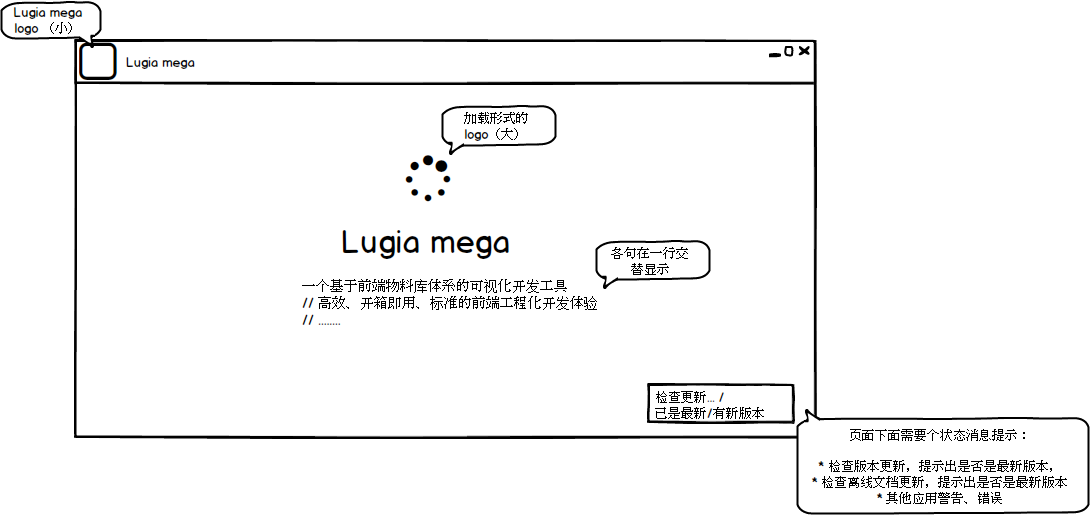 Lugia mega
logo （小）
Lugia mega
加载形式的
logo（大）
Lugia mega
各句在一行交
替显示
一个基于前端物料库体系的可视化开发工具
// 高效、开箱即用、标准的前端工程化开发体验
// ........
检查更新... /
已是最新/有新版本
页面下面需要个状态消息提示：
* 检查版本更新，提示出是否是最新版本，
* 检查离线文档更新，提示出是否是最新版本
* 其他应用警告、错误